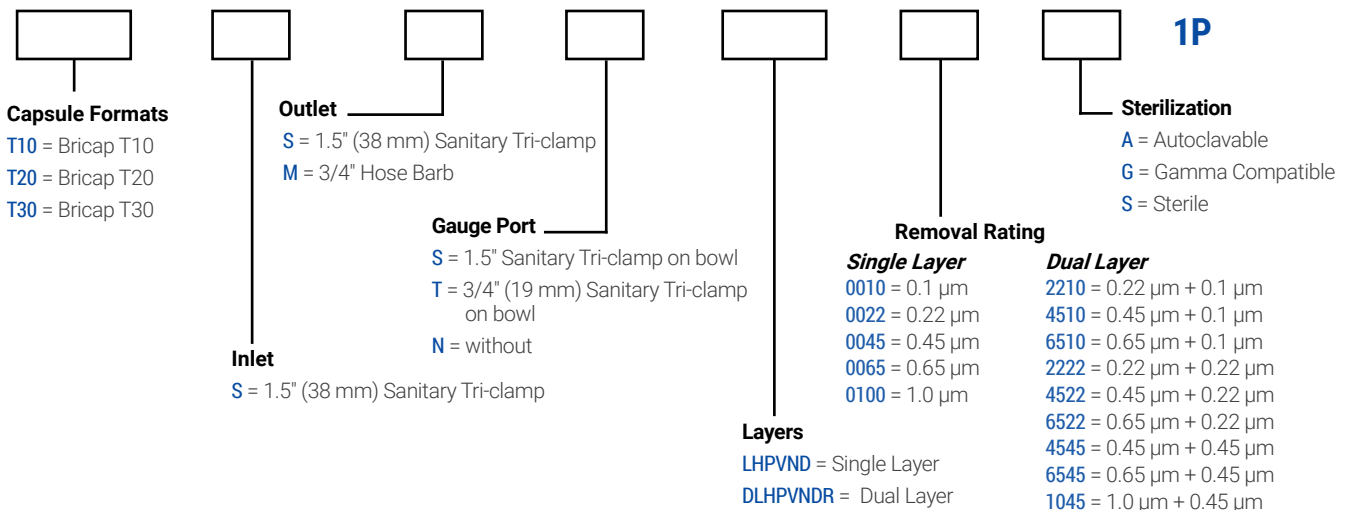 1P
Capsule Formats
T10 = Bricap T10
T20 = Bricap T20
T30 = Bricap T30
Inlet
S = 1.5" (38 mm) Sanitary Tri-clamp
Outlet
S = 1.5" (38 mm) Sanitary Tri-clamp
M = 3/4" Hose Barb
Gauge Port
S = 1.5" Sanitary Tri-clamp on bowl
T = 3/4" (19 mm) Sanitary Tri-clamp
on bowl
N = without
Layers
LHPVND = Single Layer
DLHPVNDR = Dual Layer
Removal Rating
Single Layer
0010 = 0.1 µm
0022 = 0.22 µm
0045 = 0.45 µm
0065 = 0.65 µm
0100 = 1.0 µm
Dual Layer
2210 = 0.22 µm + 0.1 µm
4510 = 0.45 µm + 0.1 µm
6510 = 0.65 µm + 0.1 µm
2222 = 0.22 µm + 0.22 µm
4522 = 0.45 µm + 0.22 µm
6522 = 0.65 µm + 0.22 µm
4545 = 0.45 µm + 0.45 µm
6545 = 0.65 µm + 0.45 µm
1045 = 1.0 µm + 0.45 µm
Sterilization
A = Autoclavable
G = Gamma Compatible
S = Sterile